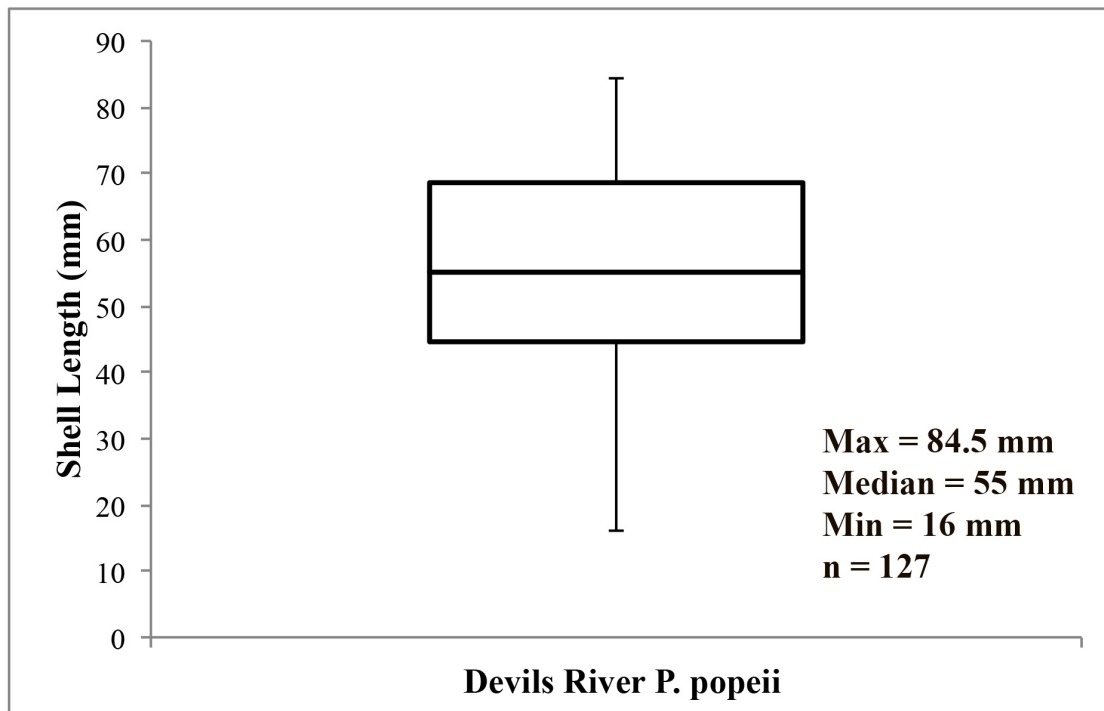 90
80
70
60
50
40
30
20
10
0
Shell Length (mm)
Max = 84.5 mm
Median = 55 mm
Min = 16 mm
n = 127
Devils River P. popeii